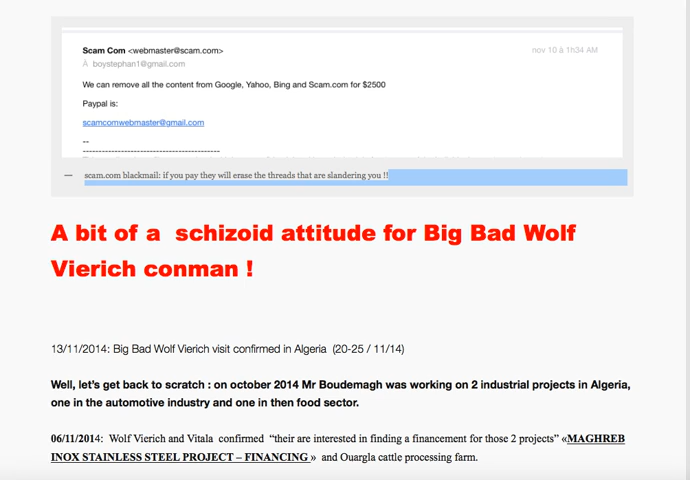 Scam Com <webmaster@scam.com>
nov 10 à 1h34 AM
À boystephan1@gmail.com
We can remove all the content from Google, Yahoo, Bing and Scam.com for $2500
Paypal is:
scamcomwebmaster@gmail.com
--
-------------------------------------------
— scam.com blackmail: if you pay they will erase the threads that are slandering you !!
A bit of a schizoid attitude for Big Bad Wolf
Vierich conman !
13/11/2014: Big Bad Wolf Vierich visit confirmed in Algeria (20-25 / 11/14)
Well, let's get back to scratch : on october 2014 Mr Boudemagh was working on 2 industrial projects in Algeria,
one in the automotive industry and one in then food sector.
06/11/2014: Wolf Vierich and Vitala confirmed “their are interested in finding a financement for those 2 projects” «MAGHREB
INOX STAINLESS STEEL PROJECT – FINANCING » and Ouargla cattle processing farm.